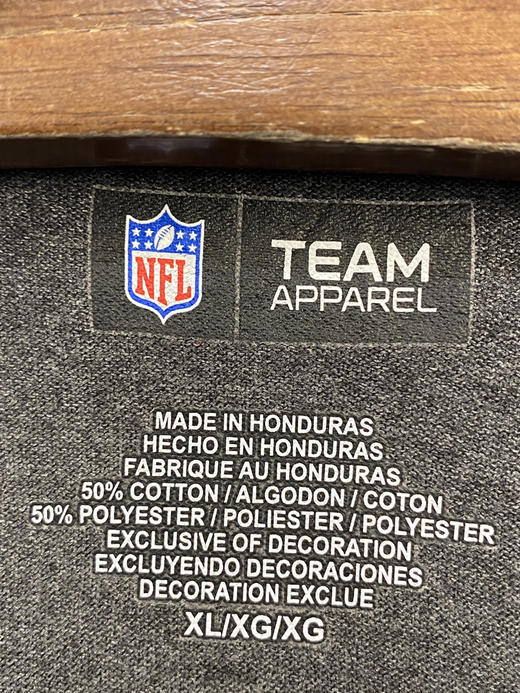 NFL
TEAM
APPAREL
MADE IN HONDURAS
HECHO EN HONDURAS
FABRIQUE AU HONDURAS
50% COTTON / ALGODON / COTON
50% POLYESTER / POLIESTER / POLYESTER
EXCLUSIVE OF DECORATION
EXCLUYENDO DECORACIONES
DECORATION EXCLUE
XL/XG/XG